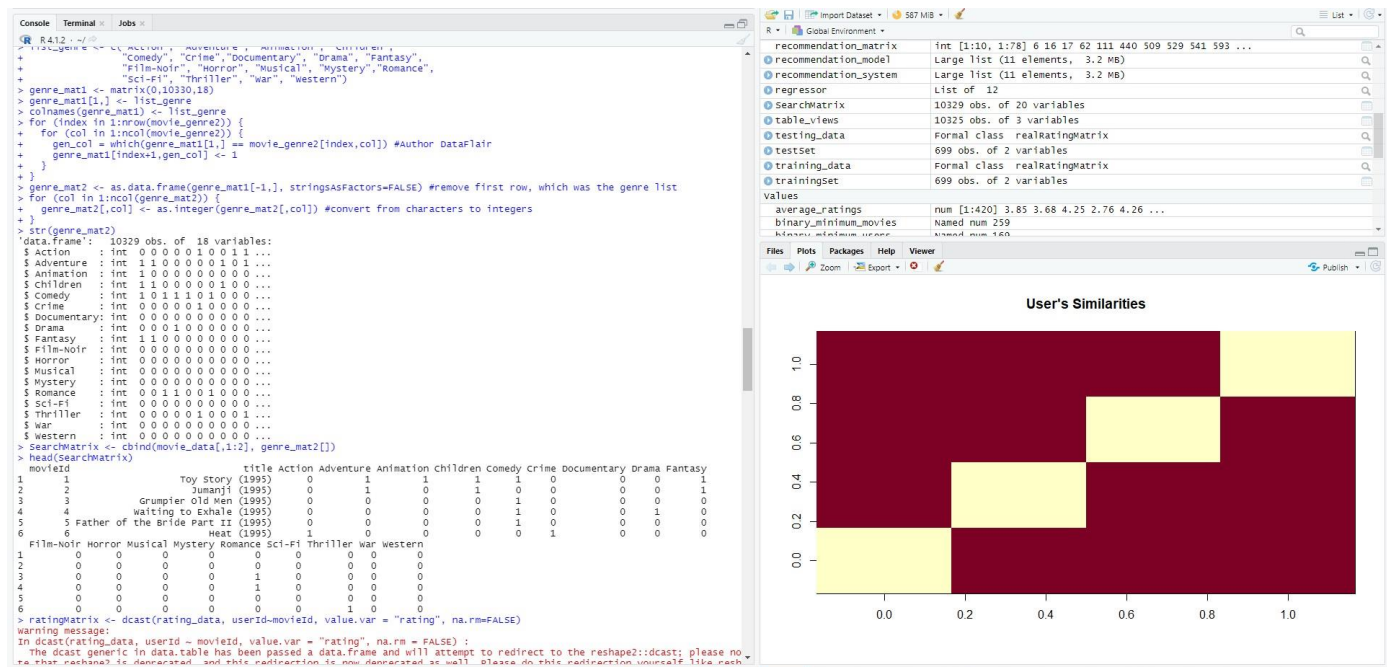 Console Terminal × Jobs ×
R 4.1.2 · ~/
> list_genre <- c("Action", "Adventure", "Animation", "Children",
+ "Comedy", "Crime","Documentary", "Drama", "Fantasy",
+ "Film-Noir", "Horror", "Musical", "Mystery","Romance",
+ "Sci-Fi", "Thriller", "War", "Western")
> genre_mat1 <- matrix(0,10330,18)
> genre_mat1[1,] <- list_genre
> colnames(genre_mat1) <- list_genre
> for (index in 1:nrow(movie_genre2)) {
+ for (col in 1:ncol(movie_genre2)) {
+ gen_col = which(genre_mat1[1,] == movie_genre2[index,col]) #Author DataFlair
+ genre_mat1[index+1,gen_col] <- 1
+ }
+ }
> genre_mat2 <- as.data.frame(genre_mat1[-1,], stringsAsFactors=FALSE) #remove first row, which was the genre list
> for (col in 1:ncol(genre_mat2)) {
+ genre_mat2[,col] <- as.integer(genre_mat2[,col]) #convert from characters to integers
+ }
> str(genre_mat2)
'data.frame': 10329 obs. of 18 variables:
$ Action : int 0 0 0 0 0 1 0 0 1 1 ...
$ Adventure : int 1 1 0 0 0 0 0 1 0 1 ...
$ Animation : int 1 0 0 0 0 0 0 0 0 0 ...
$ Children : int 1 1 0 0 0 0 0 1 0 0 ...
$ Comedy : int 1 0 1 1 1 0 1 0 0 0 ...
$ Crime : int 0 0 0 0 0 1 0 0 0 0 ...
$ Documentary: int 0 0 0 0 0 0 0 0 0 0 ...
$ Drama : int 0 0 0 1 0 0 0 0 0 0 ...
$ Fantasy : int 1 1 0 0 0 0 0 0 0 0 ...
$ Film-Noir : int 0 0 0 0 0 0 0 0 0 0 ...
$ Horror : int 0 0 0 0 0 0 0 0 0 0 ...
$ Musical : int 0 0 0 0 0 0 0 0 0 0 ...
$ Mystery : int 0 0 0 0 0 0 0 0 0 0 ...
$ Romance : int 0 0 1 1 0 0 1 0 0 0 ...
$ Sci-Fi : int 0 0 0 0 0 0 0 0 0 0 ...
$ Thriller : int 0 0 0 0 0 1 0 0 0 1 ...
$ War : int 0 0 0 0 0 0 0 0 0 0 ...
$ Western : int 0 0 0 0 0 0 0 0 0 0 ...
> SearchMatrix <- cbind(movie_data[,1:2], genre_mat2[])
> head(SearchMatrix)
movieId title Action Adventure Animation Children Comedy Crime Documentary Drama Fantasy
1 1 Toy Story (1995) 0 1 1 1 1 0 0 0 1
2 2 Jumanji (1995) 0 1 0 1 0 0 0 0 1
3 3 Grumpier Old Men (1995) 0 0 0 0 1 0 0 0 0
4 4 Waiting to Exhale (1995) 0 0 0 0 1 0 0 1 0
5 5 Father of the Bride Part II (1995) 0 0 0 0 1 0 0 0 0
6 6 Heat (1995) 1 0 0 0 0 1 0 0 0
Film-Noir Horror Musical Mystery Romance Sci-Fi Thriller War Western
1 0 0 0 0 0 0 0 0 0
2 0 0 0 0 0 0 0 0 0
3 0 0 0 0 1 0 0 0 0
4 0 0 0 0 1 0 0 0 0
5 0 0 0 0 0 0 0 0 0
6 0 0 0 0 0 0 1 0 0
> ratingMatrix <- dcast(rating_data, userId~movieId, value.var = "rating", na.rm=FALSE)
Warning message:
In dcast(rating_data, userId ~ movieId, value.var = "rating", na.rm = FALSE) :
The dcast generic in data.table has been passed a data.frame and will attempt to redirect to the reshape2::dcast; please no
te that reshape2 is deprecated, and this redirection is now deprecated as well. Please do this redirection yourself like resh
Import Dataset 587 MiB List
R Global Environment
recommendation_matrix int [1:10, 1:78] 6 16 17 62 111 440 509 529 541 593 ...
recommendation_model Large list (11 elements, 3.2 MB)
recommendation_system Large list (11 elements, 3.2 MB)
regressor List of 12
SearchMatrix 10329 obs. of 20 variables
table_views 10325 obs. of 3 variables
testing_data Formal class realRatingMatrix
testSet 699 obs. of 2 variables
training_data Formal class realRatingMatrix
trainingSet 699 obs. of 2 variables
Values
average_ratings num [1:420] 3.85 3.68 4.25 2.76 4.26 ...
binary_minimum_movies Named num 259
binary_minimum_users Named num 169
Files Plots Packages Help Viewer
Zoom Export Publish
User's Similarities
1.0
0.8
0.6
0.4
0.2
0.0
0.0 0.2 0.4 0.6 0.8 1.0